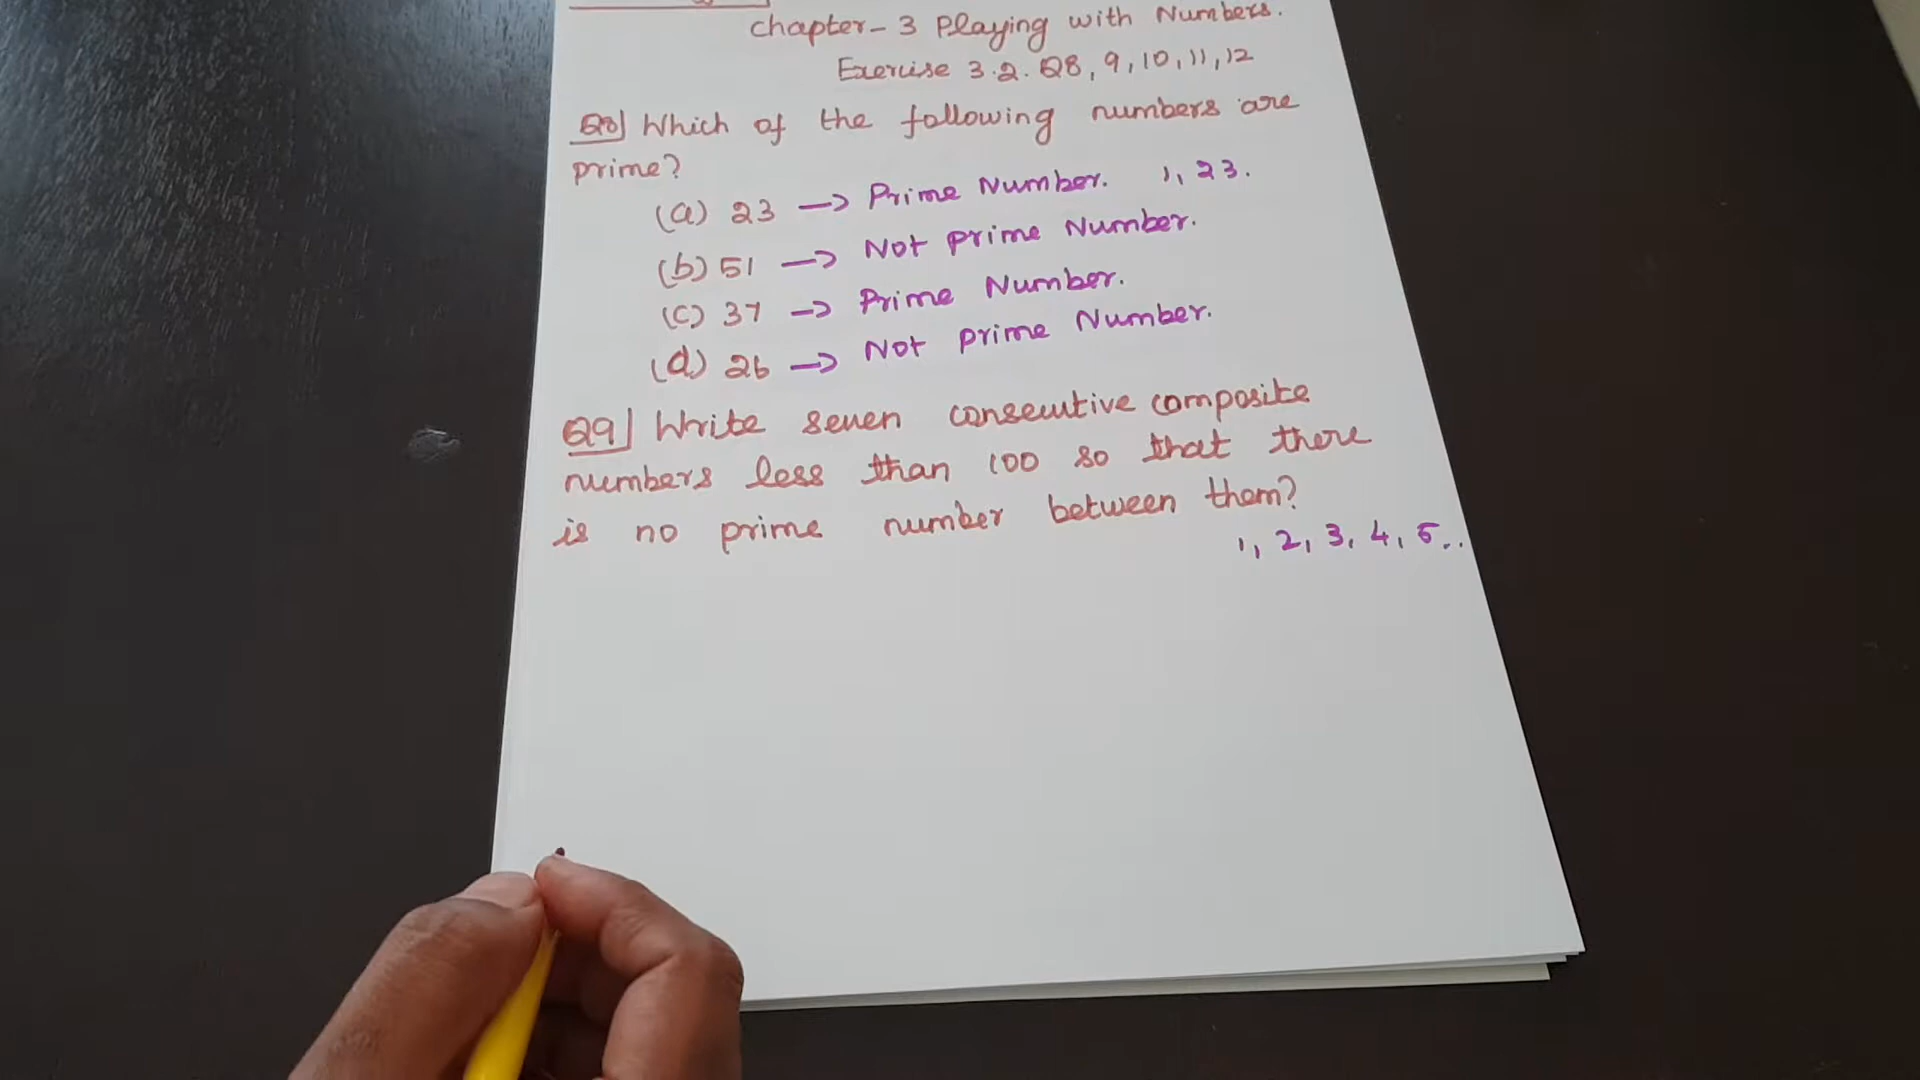 Chapter-3 Playing with Numbers.
Exercise 3.2. Q8, 9, 10, 11, 12
Q8] Which of the following numbers are
prime?
(a) 23 → Prime Number. 1, 23.
(b) 51 → Not prime Number.
(c) 37 → Prime Number.
(d) 26 → Not prime Number.
Q9] Write seven consecutive composite
numbers less than 100 so that there
is no prime number between them?
1, 2, 3, 4, 5..